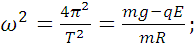 ω² = 4π²/T² = (mg−qE)/mR;